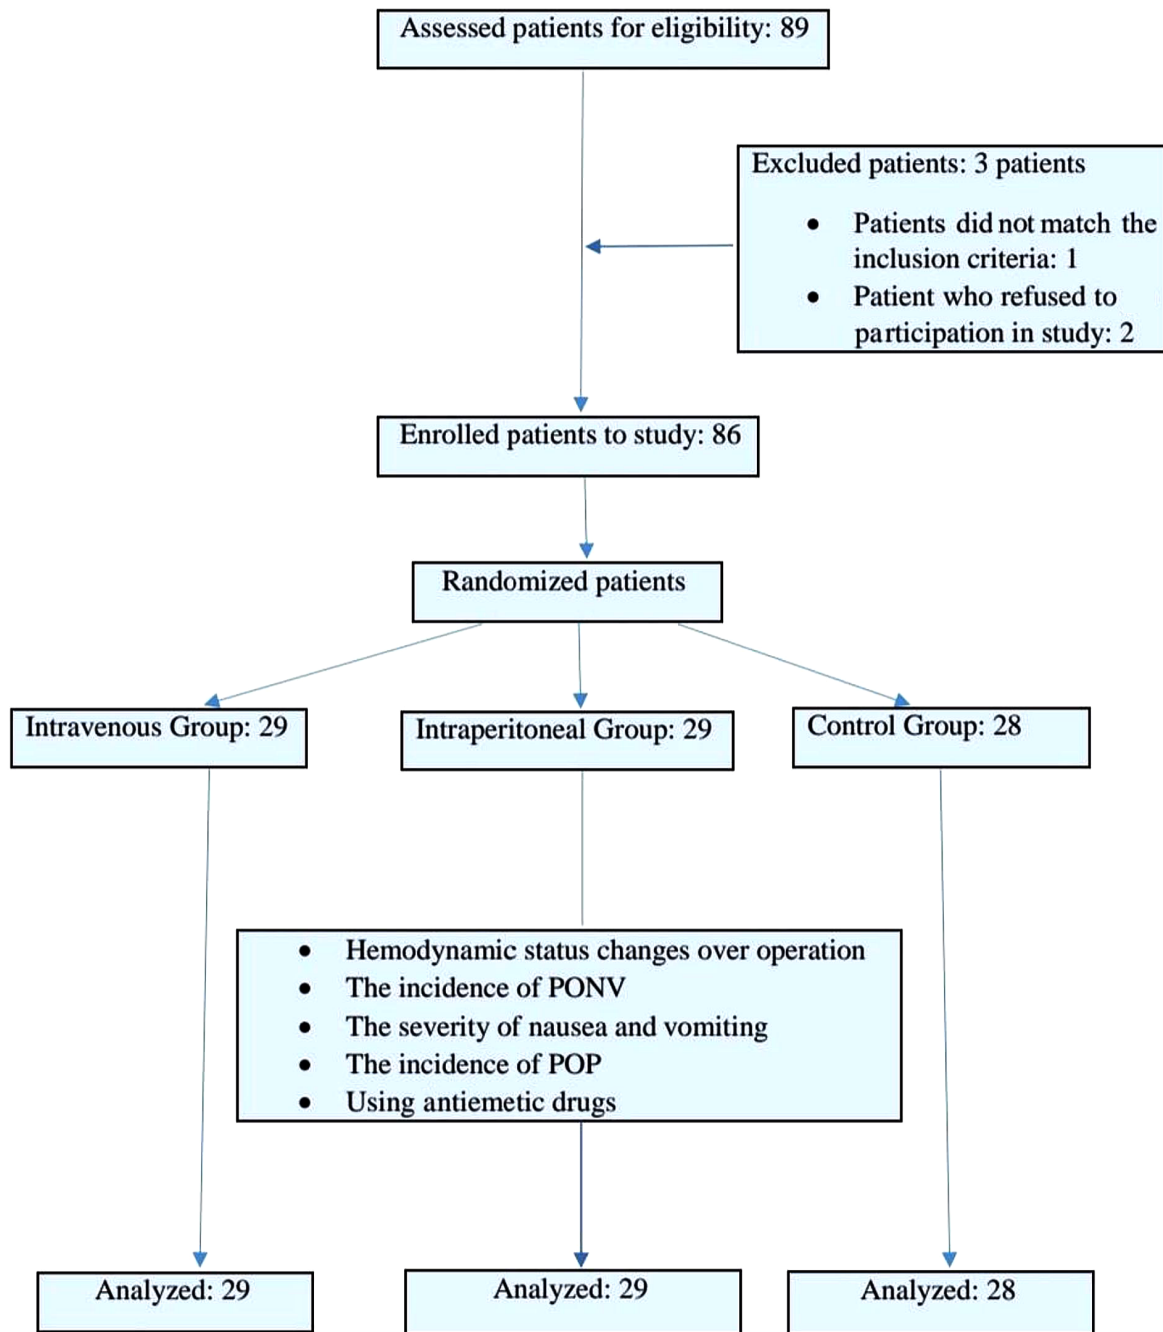 Assessed patients for eligibility: 89
Excluded patients: 3 patients
• Patients did not match the
inclusion criteria: 1
• Patient who refused to
participation in study: 2
Enrolled patients to study: 86
Randomized patients
Intravenous Group: 29
Intraperitoneal Group: 29
Control Group: 28
• Hemodynamic status changes over operation
• The incidence of PONV
• The severity of nausea and vomiting
• The incidence of POP
• Using antiemetic drugs
Analyzed: 29
Analyzed: 29
Analyzed: 28